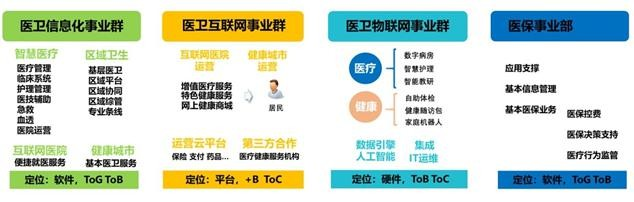 医卫信息化事业群
智慧医疗
医疗管理
临床系统
护理管理
医技辅助
急救
血透
医院运营
区域卫生
基层医卫
区域平台
区域协同
区域综管
专业条线
互联网医院
便捷就医服务
健康城市
基本医卫服务
定位：软件，ToG ToB
医卫互联网事业群
互联网医院
运营
健康城市
运营
增值医疗服务
特色健康服务
网上健康商城
居民
运营云平台
保险 支付 药品...
第三方合作
医疗健康服务机构
定位：平台，+B ToC
医卫物联网事业群
医疗
数字病房
智慧护理
智能教研
健康
自助体检
健康随访包
家庭机器人
数据引擎
人工智能
集成
IT运维
定位：硬件，ToB ToC
医保事业部
应用支撑
基本信息管理
基本医保业务
医保控费
医保决策支持
医疗行为监管
定位：软件，ToG ToB